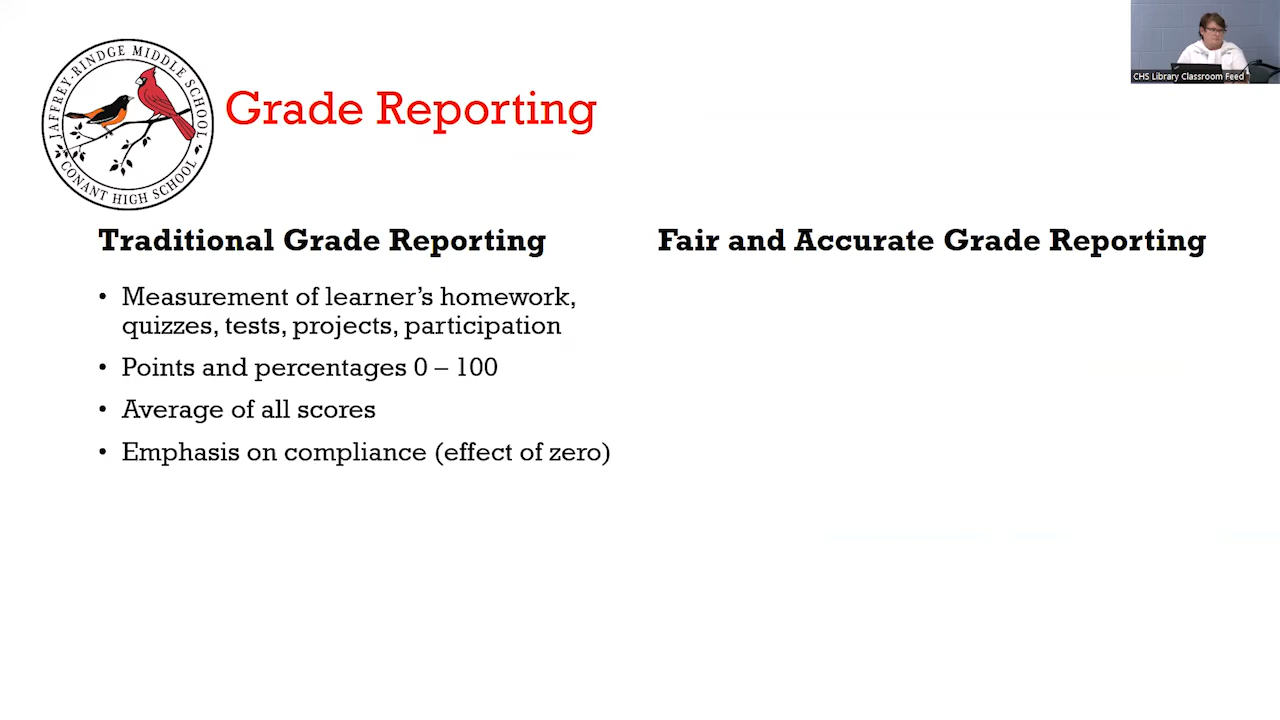 JAFFREY-RINDGE MIDDLE SCHOOL
CONANT HIGH SCHOOL
Grade Reporting
CHS Library Classroom Feed
Traditional Grade Reporting
• Measurement of learner’s homework,
quizzes, tests, projects, participation
• Points and percentages 0 – 100
• Average of all scores
• Emphasis on compliance (effect of zero)
Fair and Accurate Grade Reporting